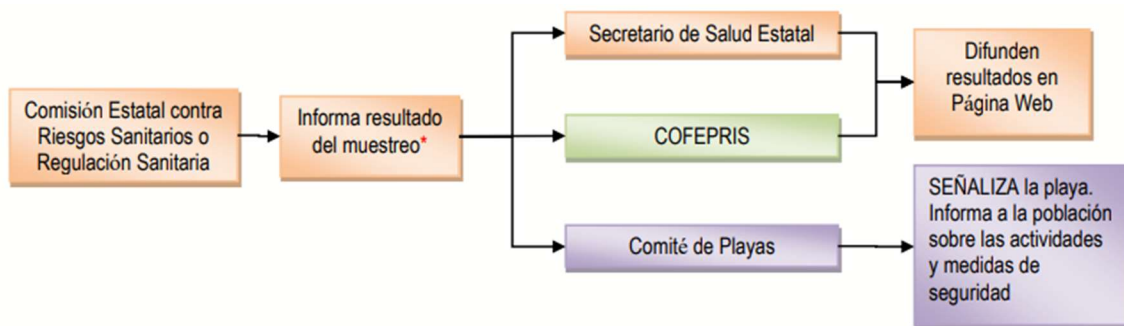 Comisión Estatal contra
Riesgos Sanitarios o
Regulación Sanitaria
Informa resultado
del muestreo*
Secretario de Salud Estatal
COFEPRIS
Comité de Playas
Difunden
resultados en
Página Web
SEÑALIZA la playa.
Informa a la población
sobre las actividades
y medidas de
seguridad